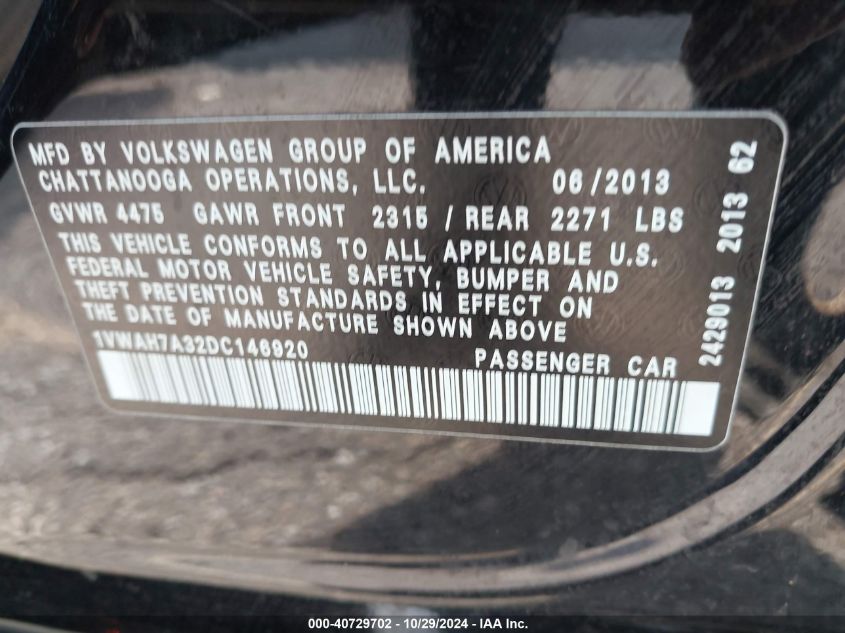 MFD BY VOLKSWAGEN GROUP OF AMERICA
CHATTANOOGA OPERATIONS, LLC. 06/2013
GVWR 4475 GAWR FRONT 2315 / REAR 2271 LBS
THIS VEHICLE CONFORMS TO ALL APPLICABLE U.S.
FEDERAL MOTOR VEHICLE SAFETY, BUMPER AND
THEFT PREVENTION STANDARDS IN EFFECT ON
THE DATE OF MANUFACTURE SHOWN ABOVE
1VWAH7A32DC146920 PASSENGER CAR
2429013 2013 62
000-40729702 - 10/29/2024 - IAA Inc.